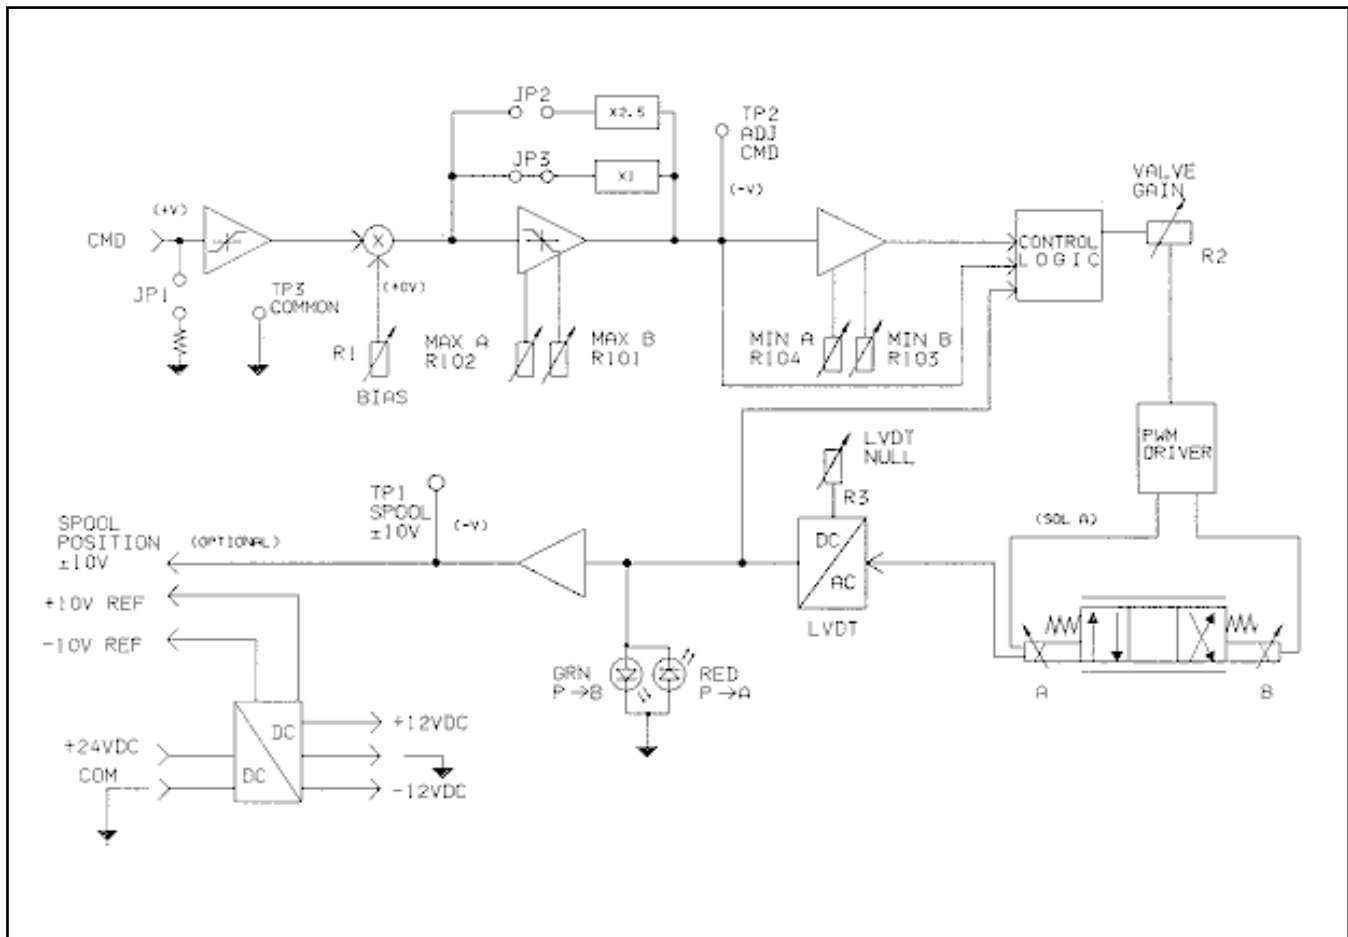 JP2
X2.5
TP2
ADJ
CMD
JP3
X1
(-V)
VALVE
GAIN
(+V)
CMD
X
CONTROL
LOGIC
R2
JP1
TP3
COMMON
(+0V)
R1
BIAS
MAX A
R102
MAX B
R101
MIN A
R104
MIN B
R103
PWM
DRIVER
LVDT
NULL
R3
TP1
SPOOL
±10V
(-V)
(SOL A)
SPOOL
POSITION
±10V
(OPTIONAL)
DC
AC
LVDT
+10V REF
-10V REF
GRN
P→B
RED
P→A
A
B
+24VDC
COM
DC
DC
+12VDC
-12VDC